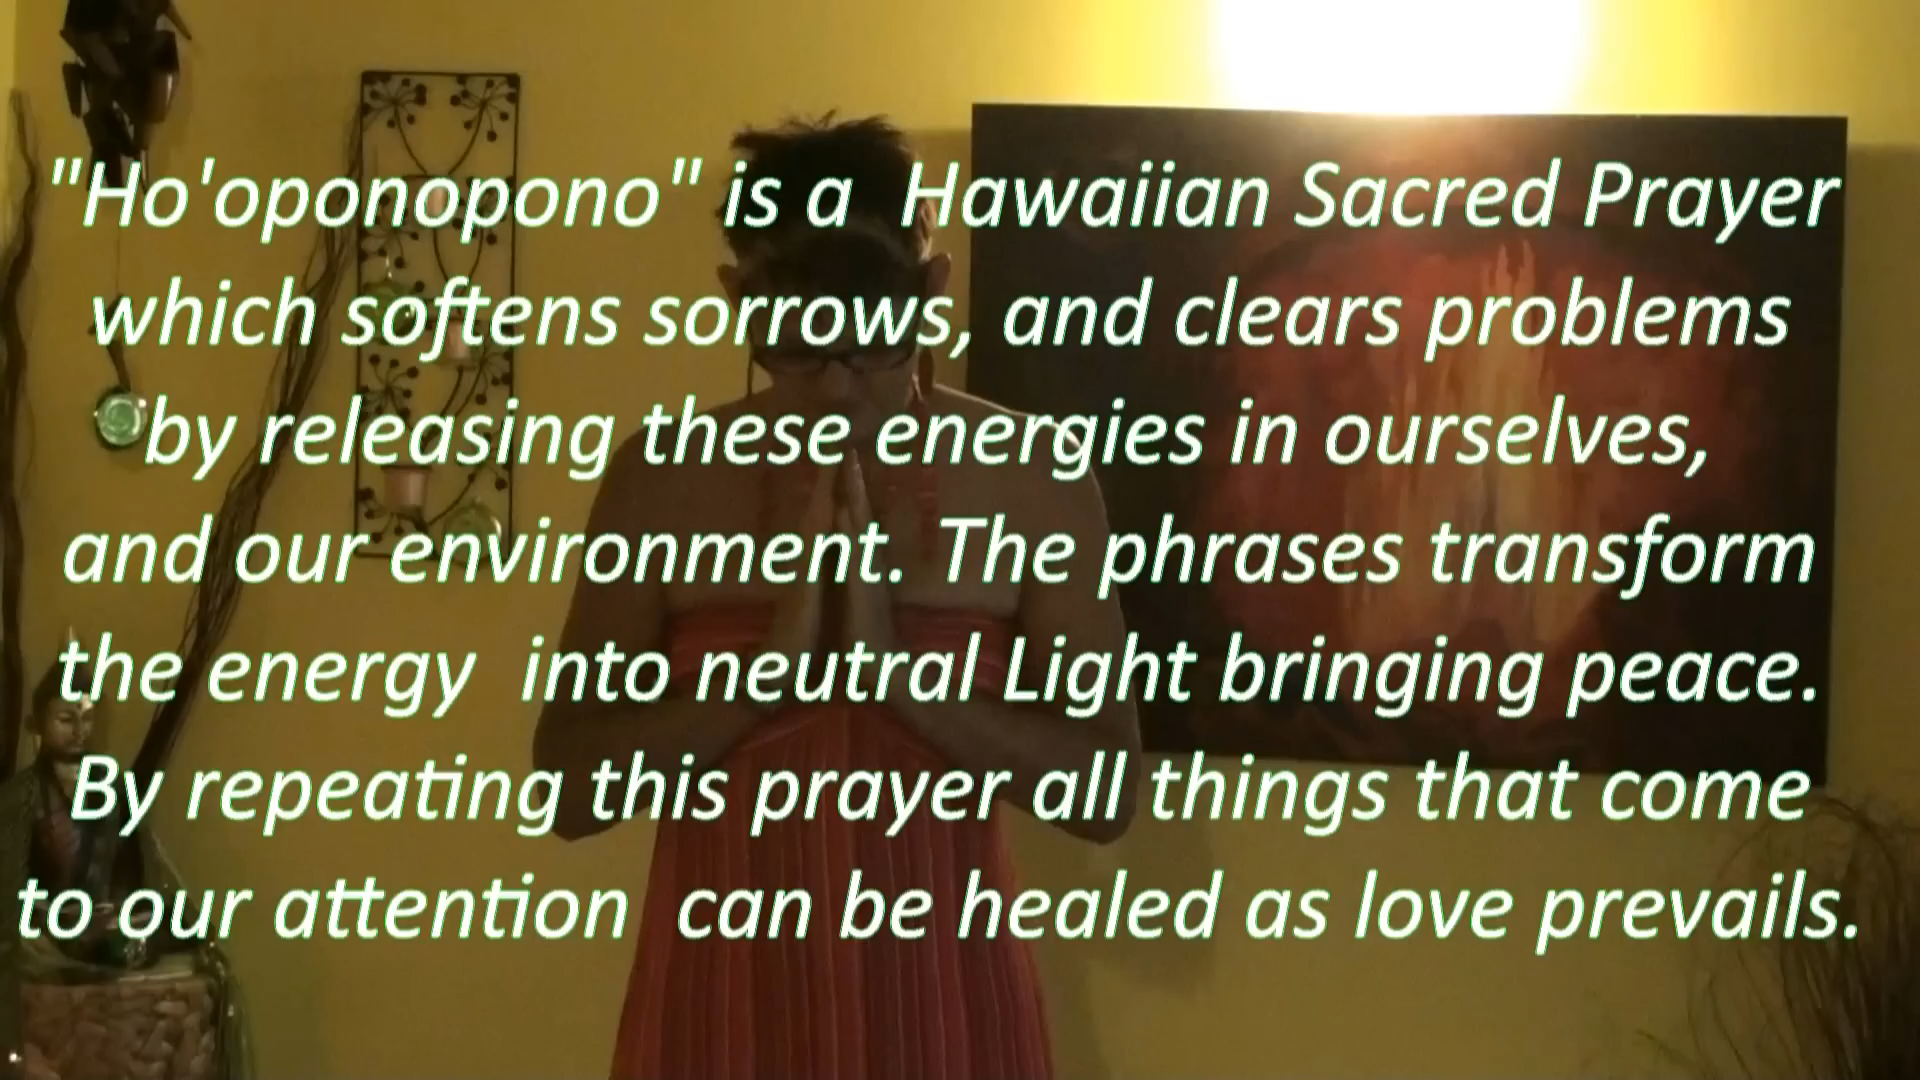 "Ho'oponopono" is a Hawaiian Sacred Prayer
which softens sorrows, and clears problems
by releasing these energies in ourselves,
and our environment. The phrases transform
the energy into neutral Light bringing peace.
By repeating this prayer all things that come
to our attention can be healed as love prevails.